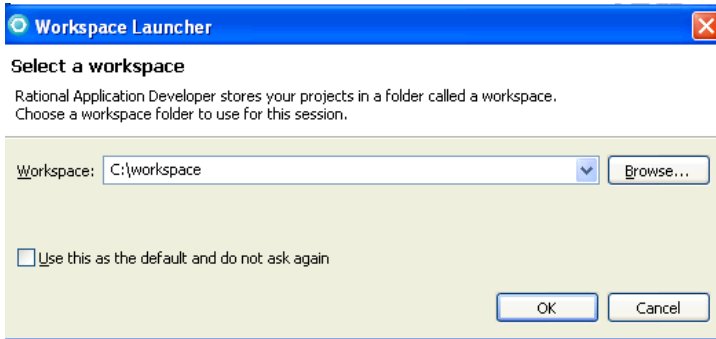 Workspace Launcher
Select a workspace
Rational Application Developer stores your projects in a folder called a workspace.
Choose a workspace folder to use for this session.
Workspace: C:\workspace Browse...
Use this as the default and do not ask again
OK Cancel